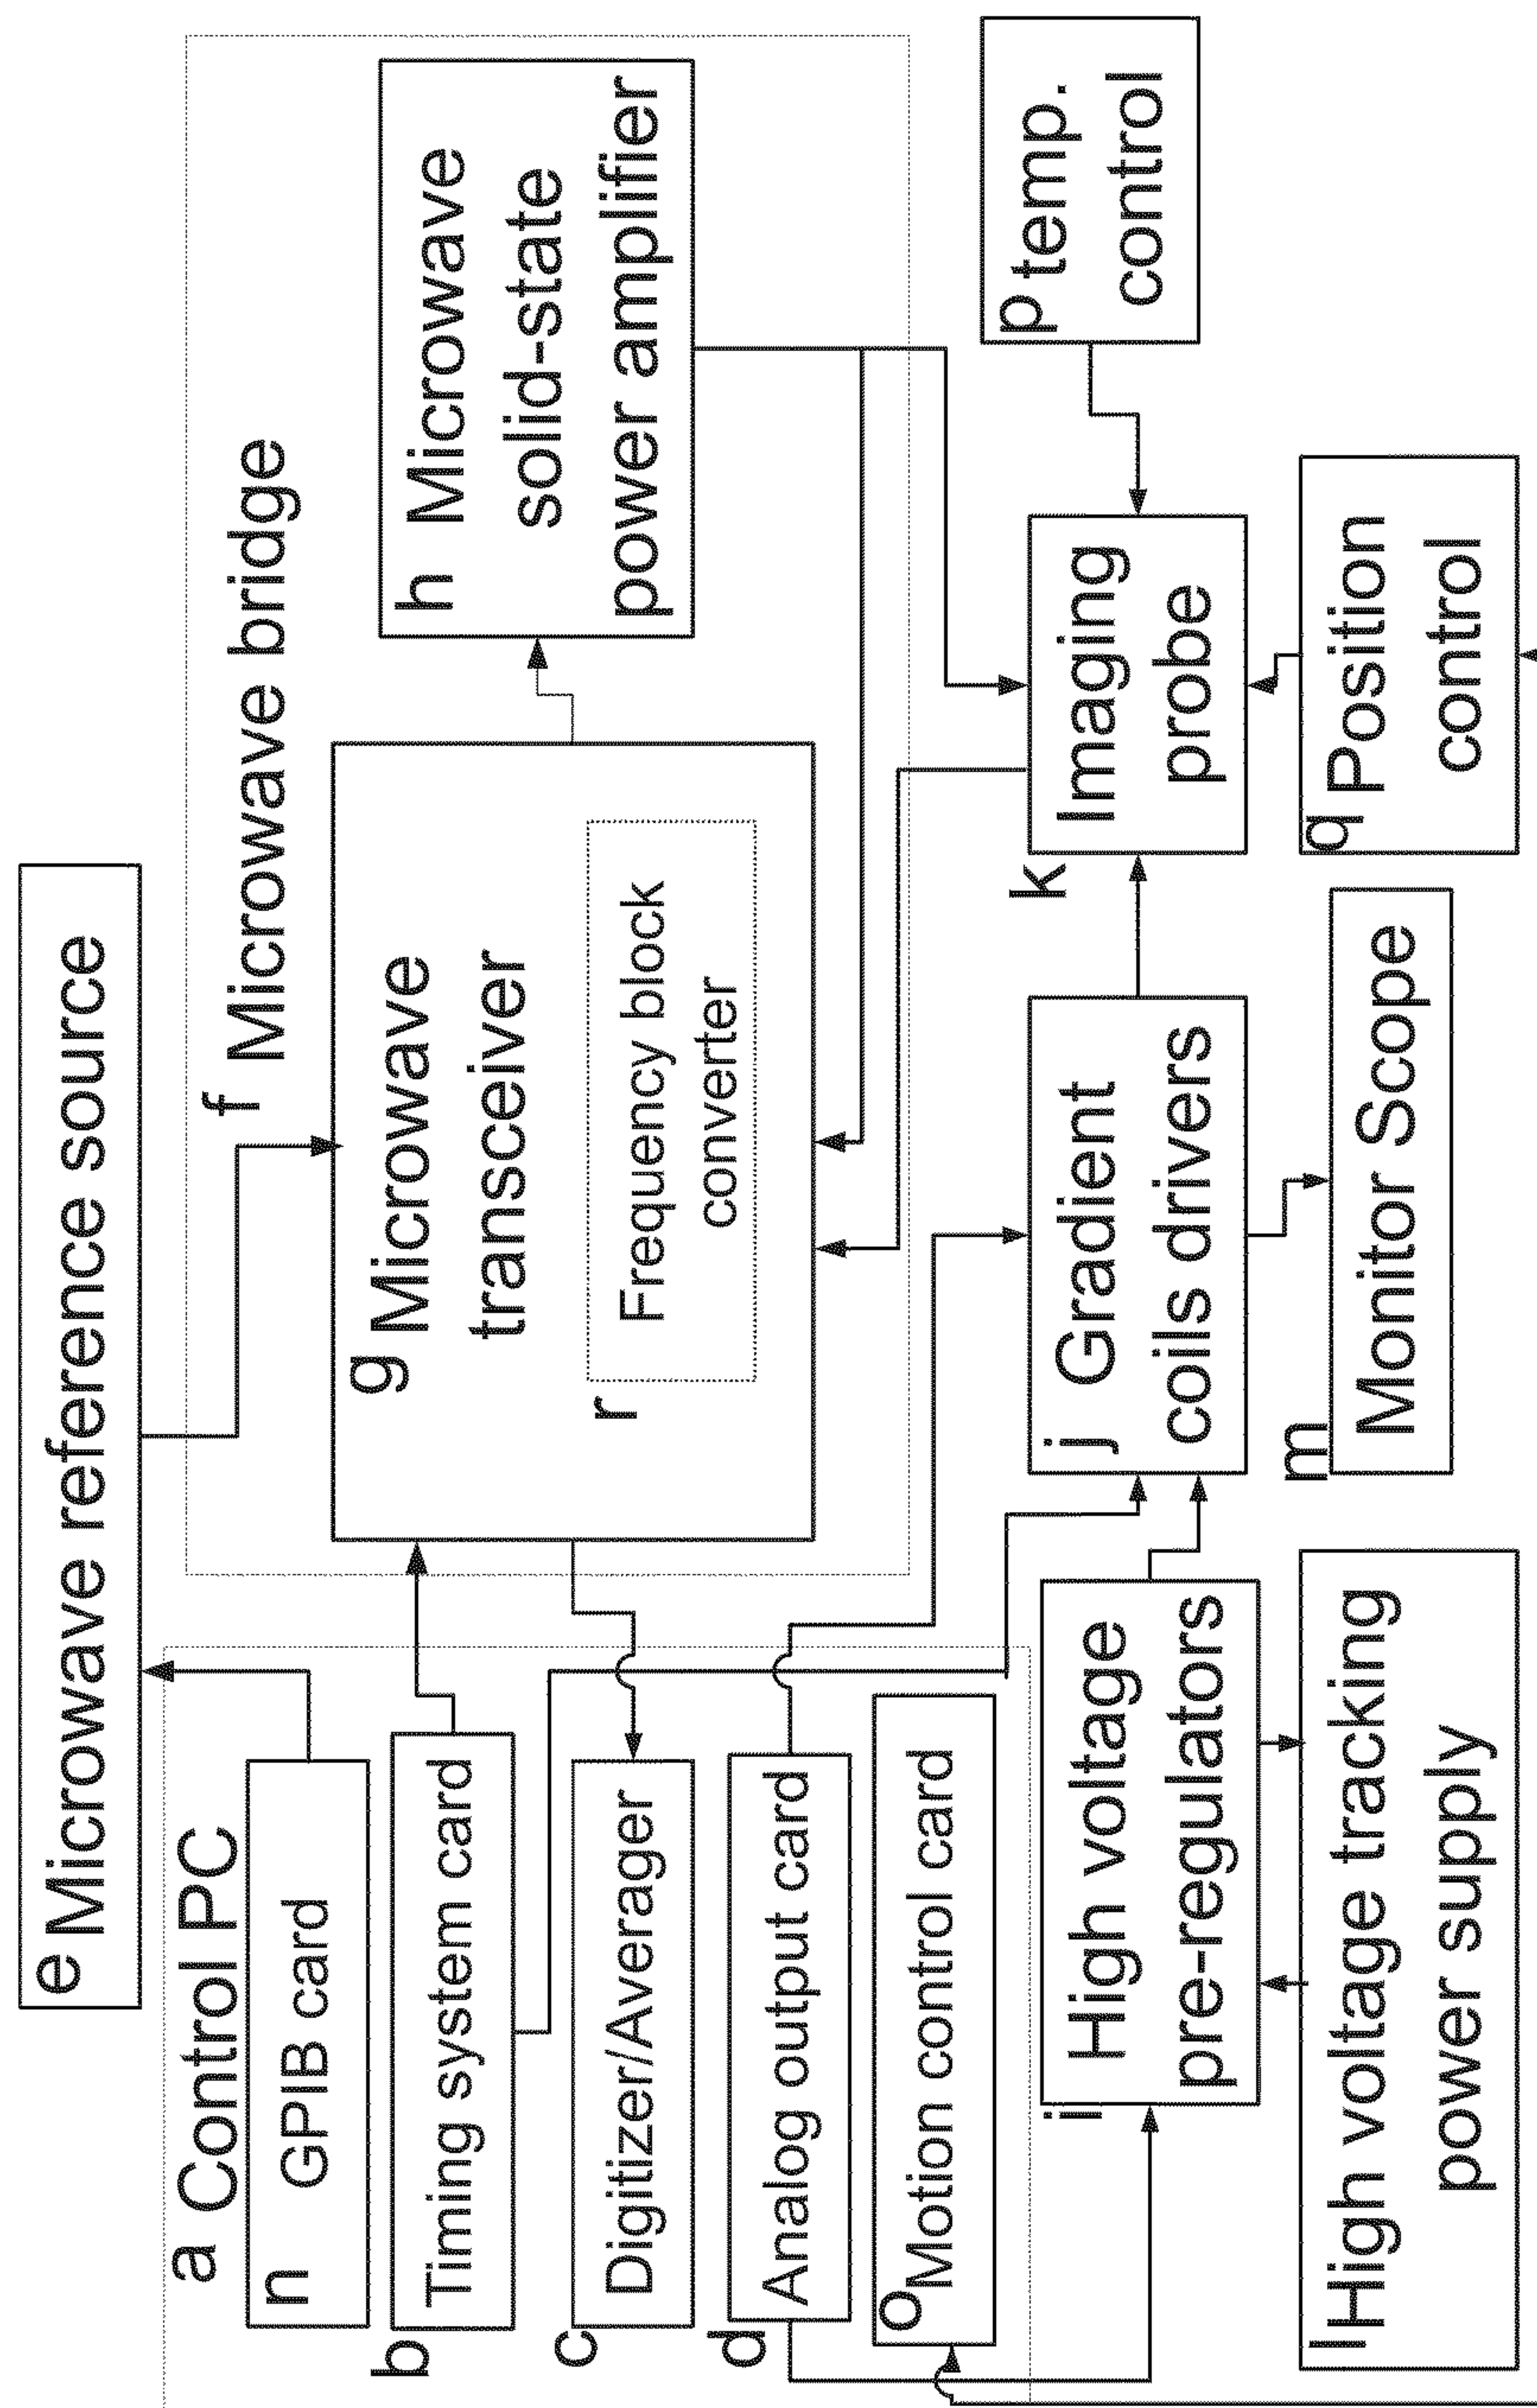 e Microwave reference source
a Control PC
n GPIB card
b Timing system card
c Digitizer/Averager
d Analog output card
o Motion control card
f Microwave bridge
g Microwave
transceiver
r Frequency block
converter
h Microwave
solid-state
power amplifier
i High voltage
pre-regulators
j Gradient
coils drivers
k Imaging
probe
p temp.
control
l High voltage tracking
power supply
m Monitor Scope
q Position
control